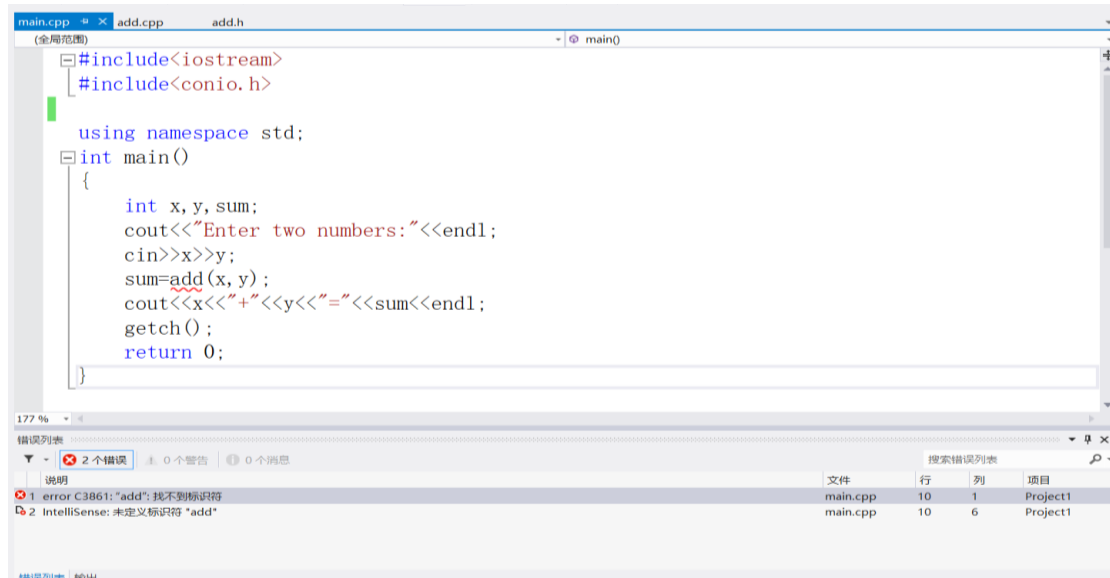 main.cpp add.cpp add.h
(全局范围) main()
#include<iostream>
#include<conio.h>
using namespace std;
int main()
{
int x,y,sum;
cout<<"Enter two numbers:"<<endl;
cin>>x>>y;
sum=add(x,y);
cout<<x<<"+"<<y<<"="<<sum<<endl;
getch();
return 0;
}
177 %
错误列表
2 个错误 0 个警告 0 个消息 搜索错误列表
说明 文件 行 列 项目
1 error C3861: "add": 找不到标识符 main.cpp 10 1 Project1
2 IntelliSense: 未定义标识符 "add" main.cpp 10 6 Project1
错误列表 输出